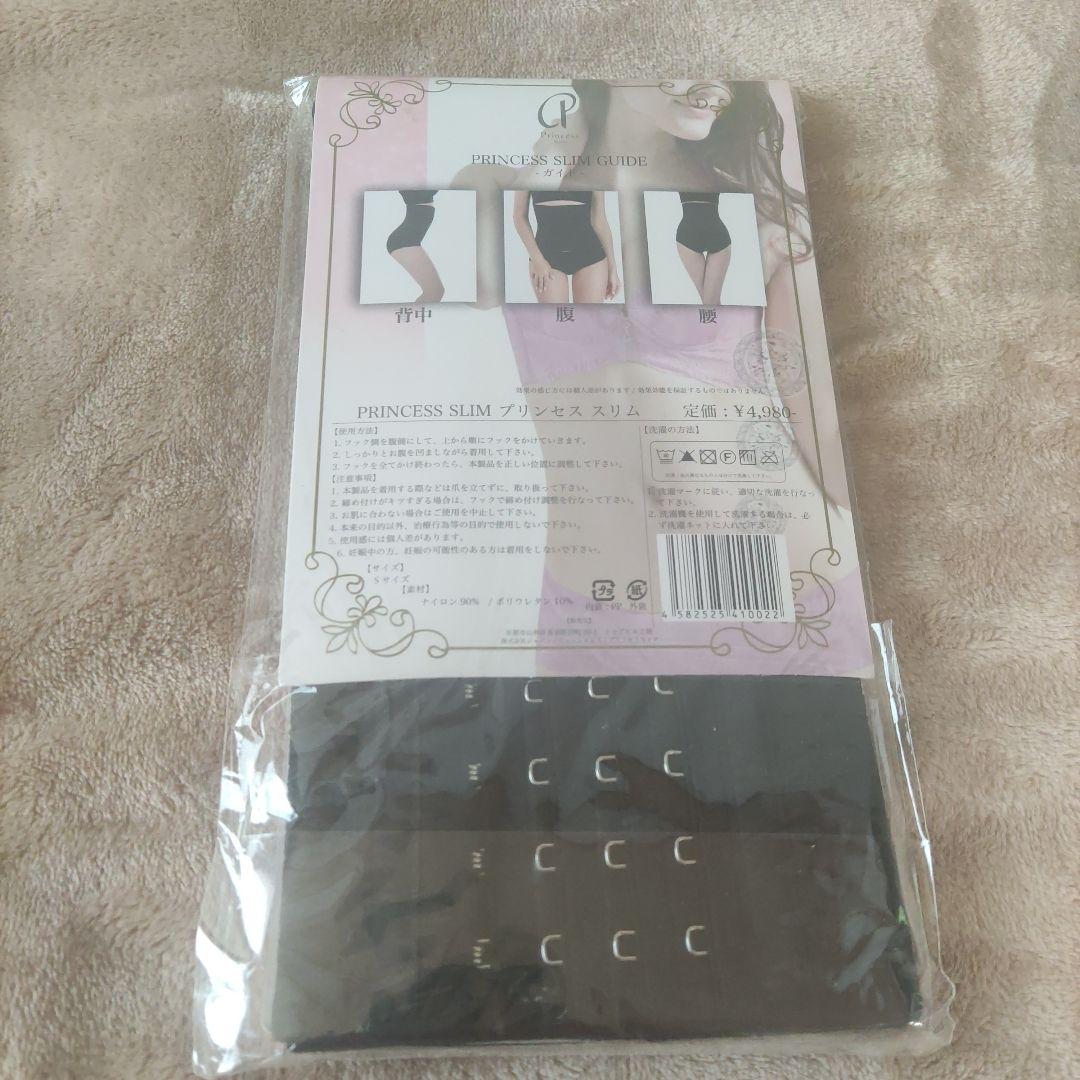 Princess
PRINCESS SLIM GUIDE
- ガイド -
背中
腹
腰
効果の感じ方には個人差があります / 効果効能を保証するものではありません
PRINCESS SLIM プリンセス スリム
定価：¥4,980-
【使用方法】
1. フック側を腹側にして、上から順にフックをかけていきます。
2. しっかりとお腹を凹ましながら着用して下さい。
3. フックを全てかけ終わったら、本製品を正しい位置に調整して下さい。
【注意事項】
1. 本製品を着用する際などは爪を立てずに、取り扱って下さい。
2. 締め付けがキツすぎる場合は、フックで締め付け調整を行なって下さい。
3. お肌に合わない場合はご使用を中止して下さい。
4. 本来の目的以外、治療行為等の目的で使用しないで下さい。
5. 使用感には個人差があります。
6. 妊娠中の方、妊娠の可能性のある方は着用をしないで下さい。
【サイズ】
Sサイズ
【素材】
ナイロン 90% / ポリウレタン 10%
【洗濯の方法】
1. 洗濯マークに従い、適切な洗濯を行なっ
て下さい。
2. 洗濯機を使用して洗濯する場合は、必
ず洗濯ネットに入れて下さい。
プラ
紙
内袋：PP
外袋
4 582525 410022
【販売元】